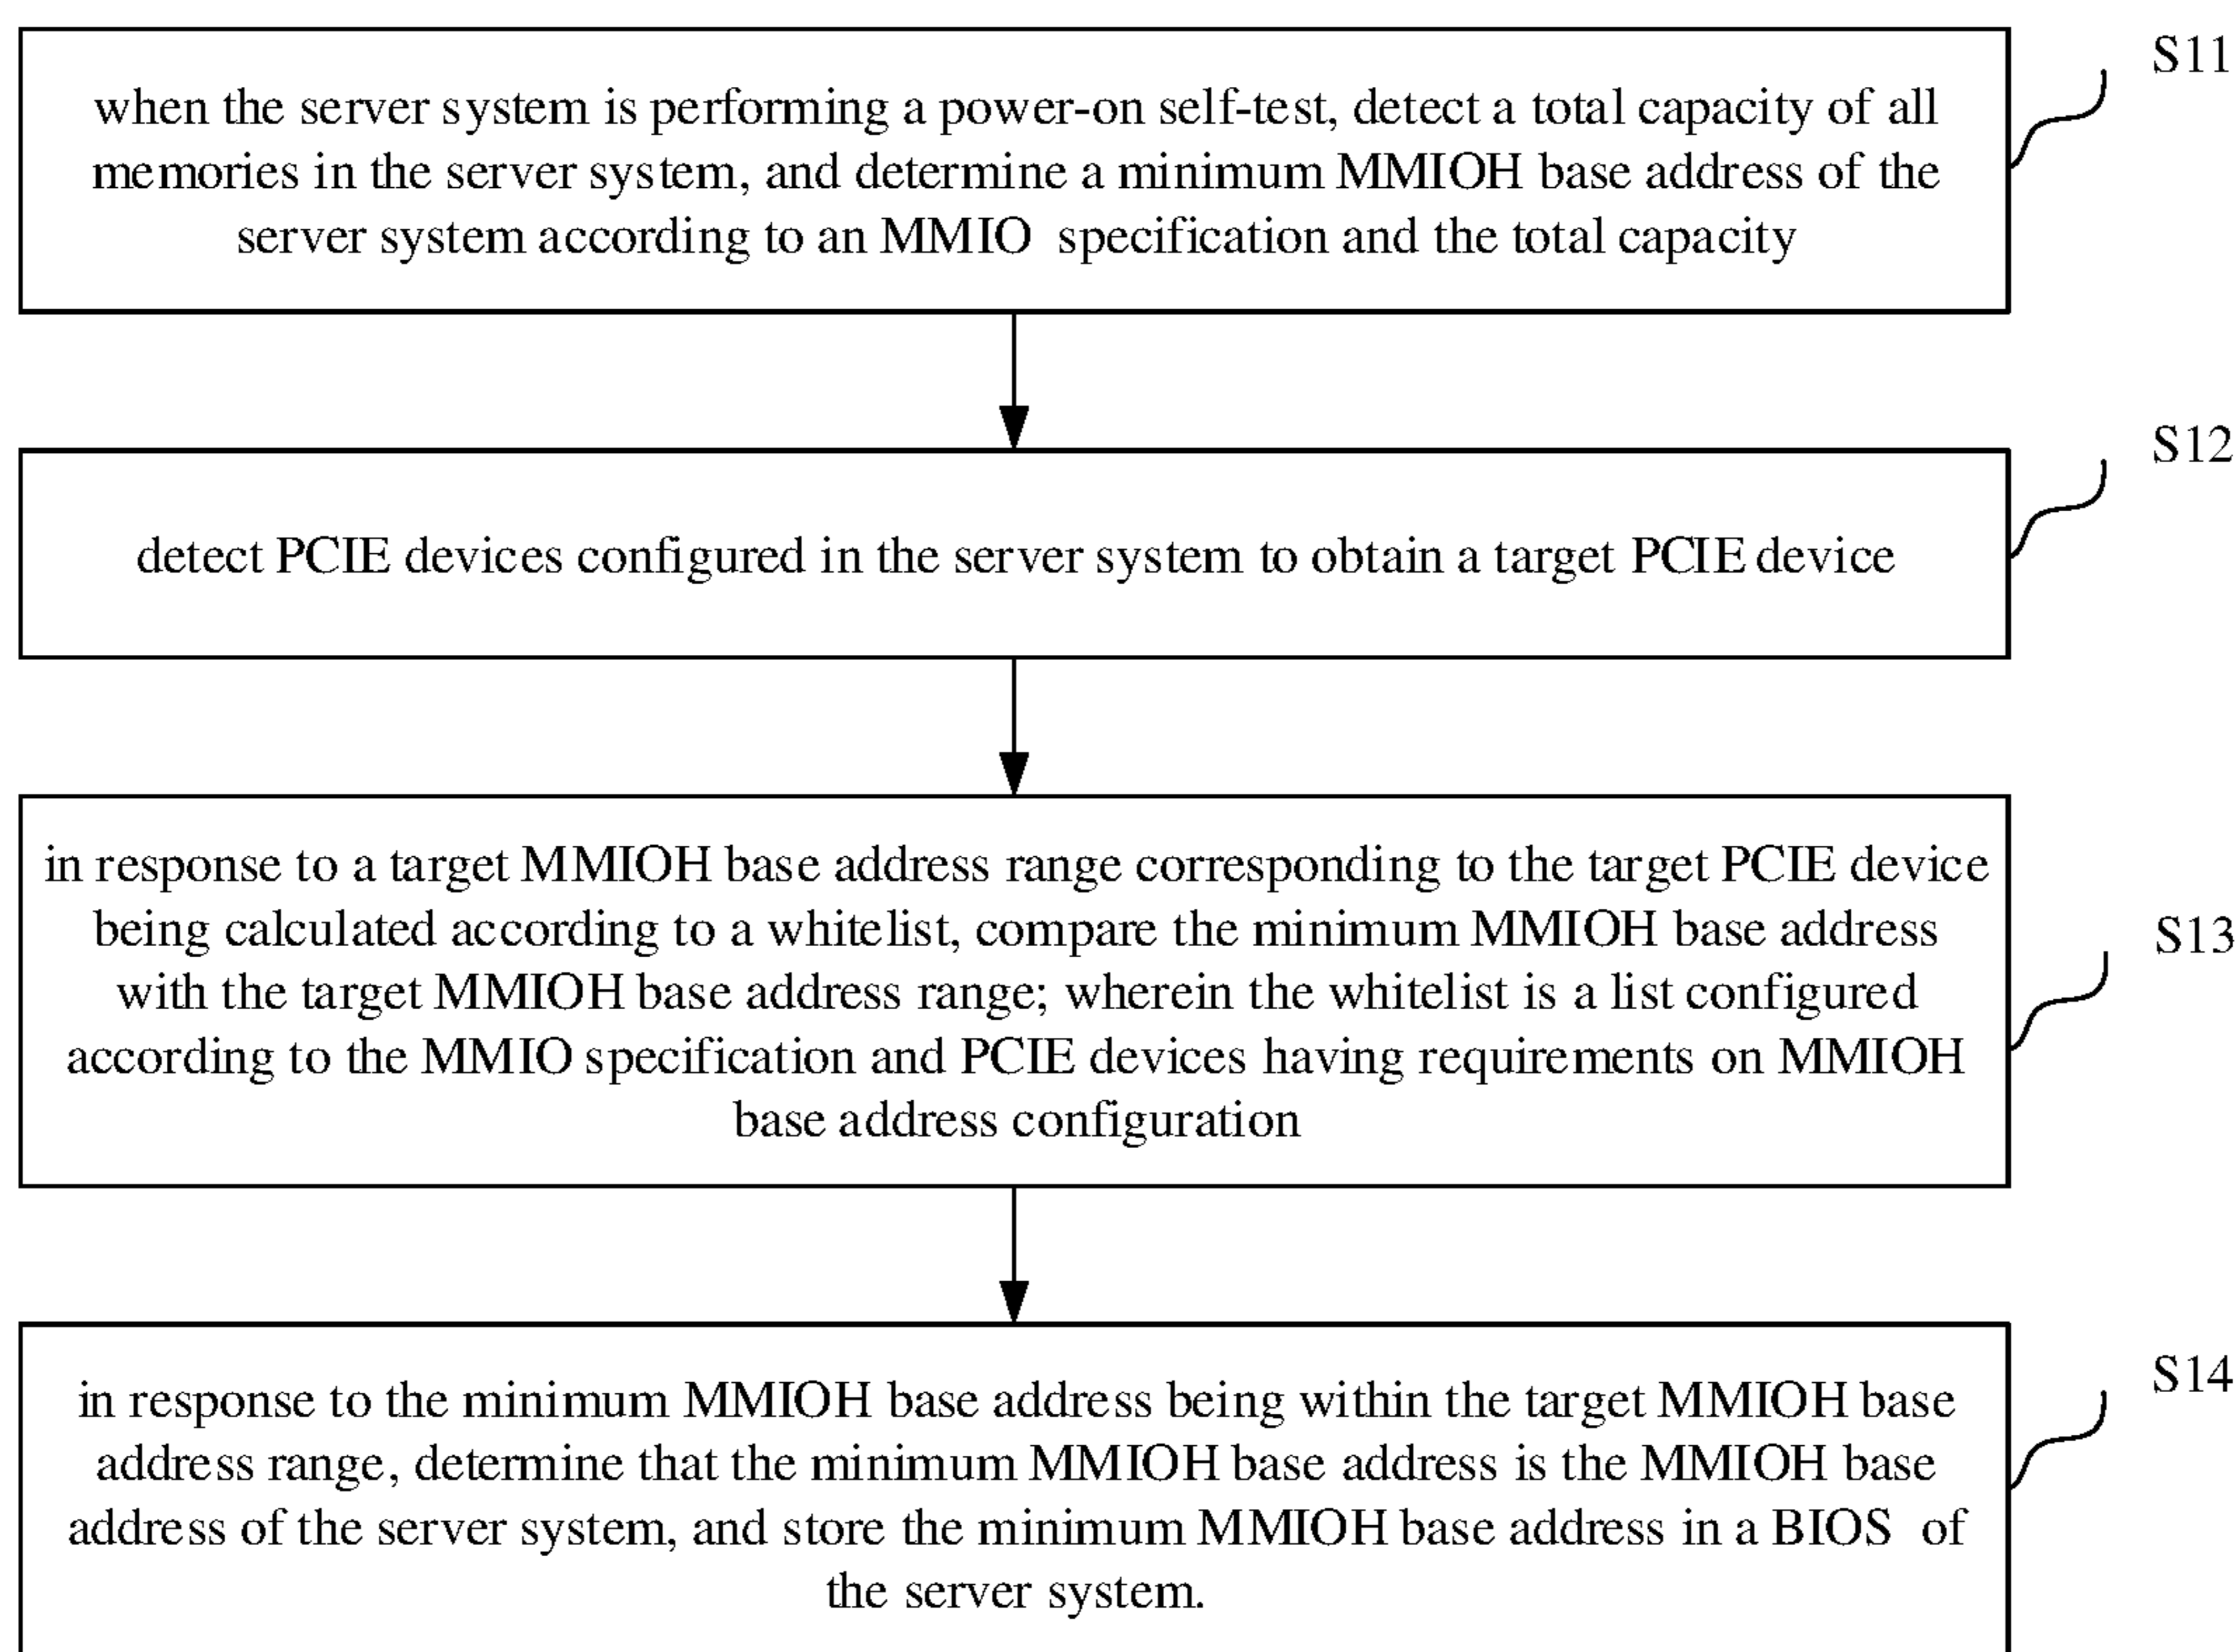 S11
when the server system is performing a power-on self-test, detect a total capacity of all
memories in the server system, and determine a minimum MMIOH base address of the
server system according to an MMIO specification and the total capacity
S12
detect PCIE devices configured in the server system to obtain a target PCIE device
in response to a target MMIOH base address range corresponding to the target PCIE device
being calculated according to a whitelist, compare the minimum MMIOH base address
with the target MMIOH base address range; wherein the whitelist is a list configured
according to the MMIO specification and PCIE devices having requirements on MMIOH
base address configuration
S13
S14
in response to the minimum MMIOH base address being within the target MMIOH base
address range, determine that the minimum MMIOH base address is the MMIOH base
address of the server system, and store the minimum MMIOH base address in a BIOS of
the server system.